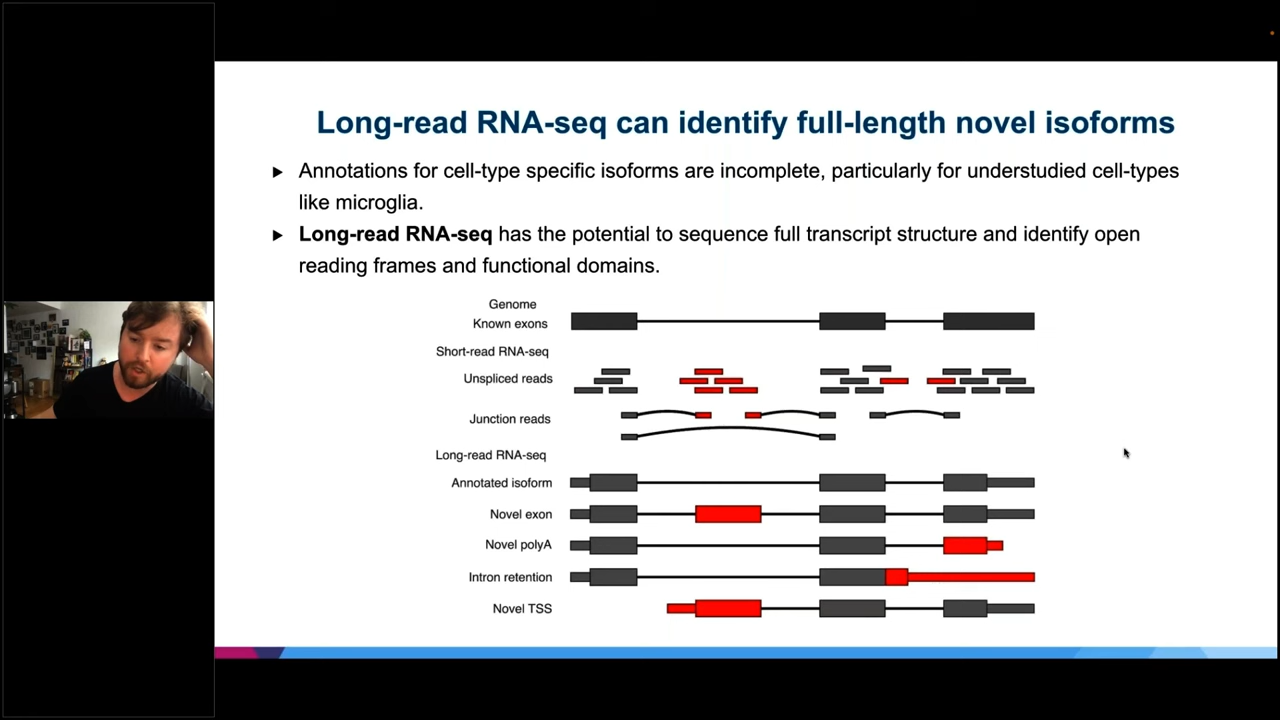 Long-read RNA-seq can identify full-length novel isoforms
Annotations for cell-type specific isoforms are incomplete, particularly for understudied cell-types
like microglia.
Long-read RNA-seq has the potential to sequence full transcript structure and identify open
reading frames and functional domains.
Genome
Known exons
Short-read RNA-seq
Unspliced reads
Junction reads
Long-read RNA-seq
Annotated isoform
Novel exon
Novel polyA
Intron retention
Novel TSS